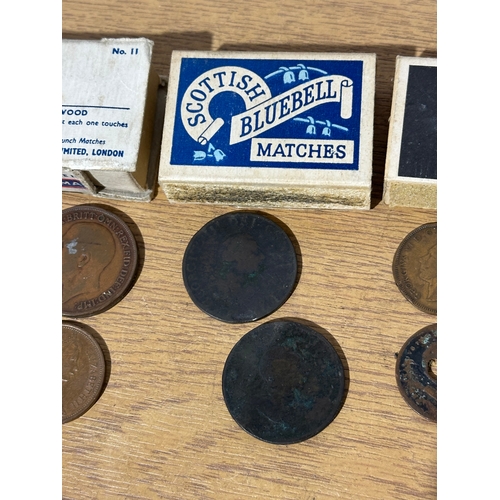 No. 11
WOOD
t each one touches
unch Matches
IMITED, LONDON
SCOTTISH
BLUEBELL
MATCHES